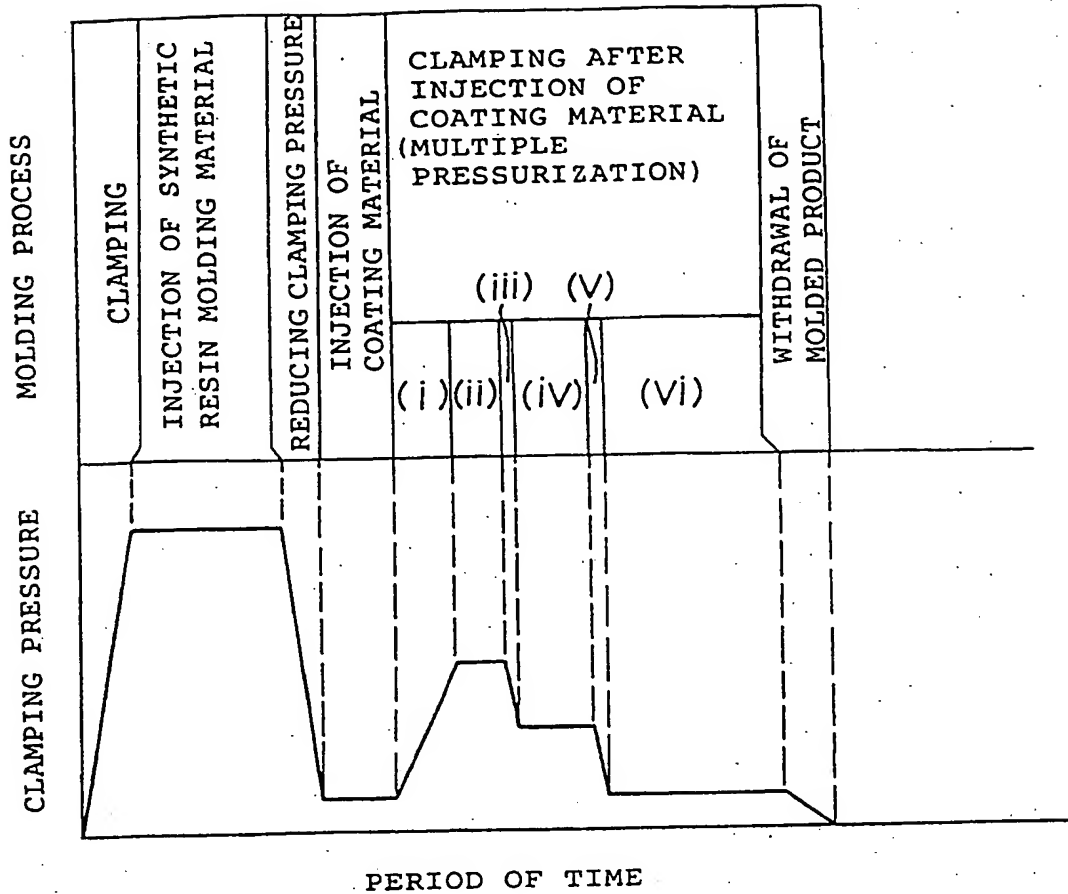 MOLDING PROCESS
CLAMPING
INJECTION OF SYNTHETIC
RESIN MOLDING MATERIAL
REDUCING CLAMPING PRESSURE
INJECTION OF
COATING MATERIAL
CLAMPING AFTER
INJECTION OF
COATING MATERIAL
(MULTIPLE
PRESSURIZATION)
(i)
(ii)
(iii)
(iv)
(v)
(vi)
WITHDRAWAL OF
MOLDED PRODUCT
CLAMPING PRESSURE
PERIOD OF TIME